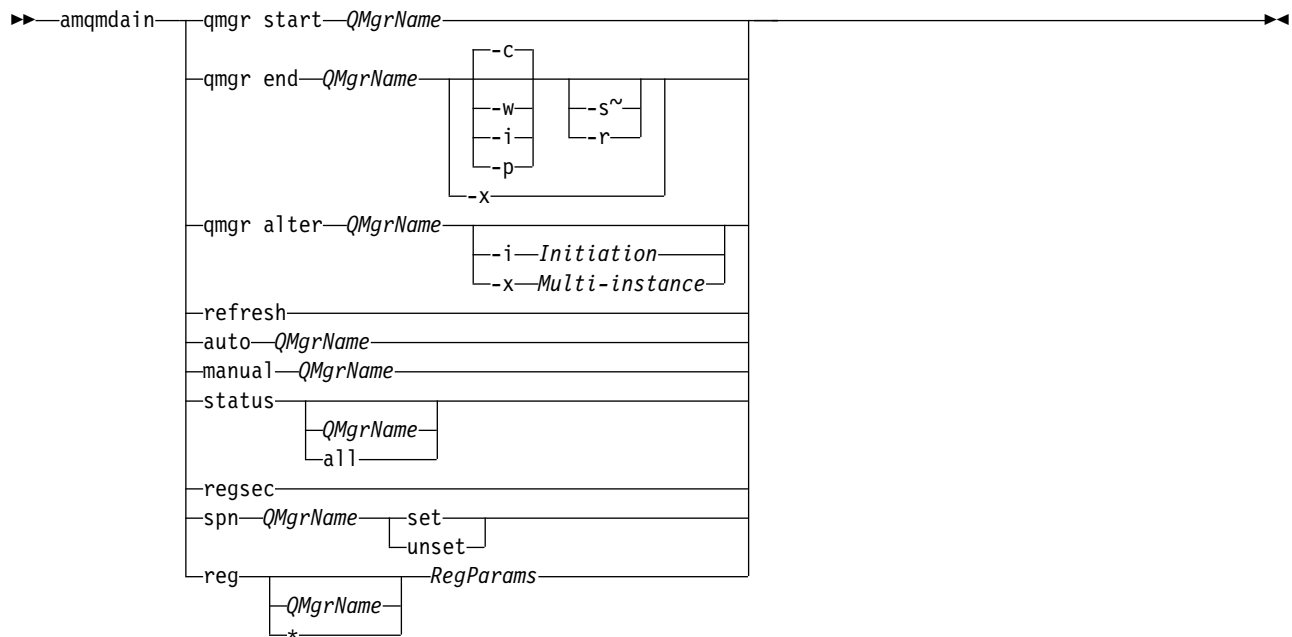 amqmdain qmgr start QMgrName
-c
qmgr end QMgrName
-w -s~
-i -r
-p
-x
qmgr alter QMgrName
-i Initiation
-x Multi-instance
refresh
auto QMgrName
manual QMgrName
status
QMgrName
all
regsec
spn QMgrName set
unset
reg RegParams
QMgrName
*